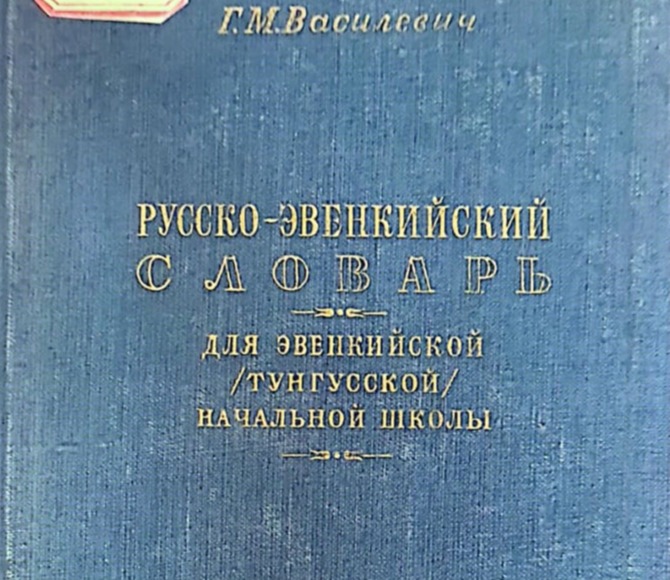 Г.М.Василевич
РУССКО-ЭВЕНКИЙСКИЙ
СЛОВАРЬ
ДЛЯ ЭВЕНКИЙСКОЙ
/ТУНГУССКОЙ/
НАЧАЛЬНОЙ ШКОЛЫ